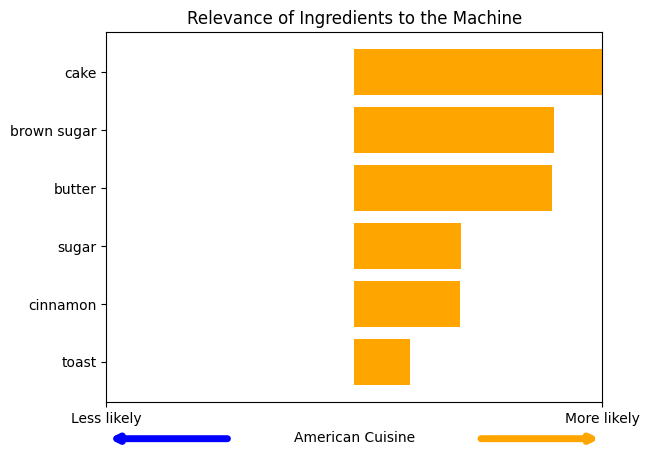 Relevance of Ingredients to the Machine
cake
brown sugar
butter
sugar
cinnamon
toast
Less likely
More likely
American Cuisine